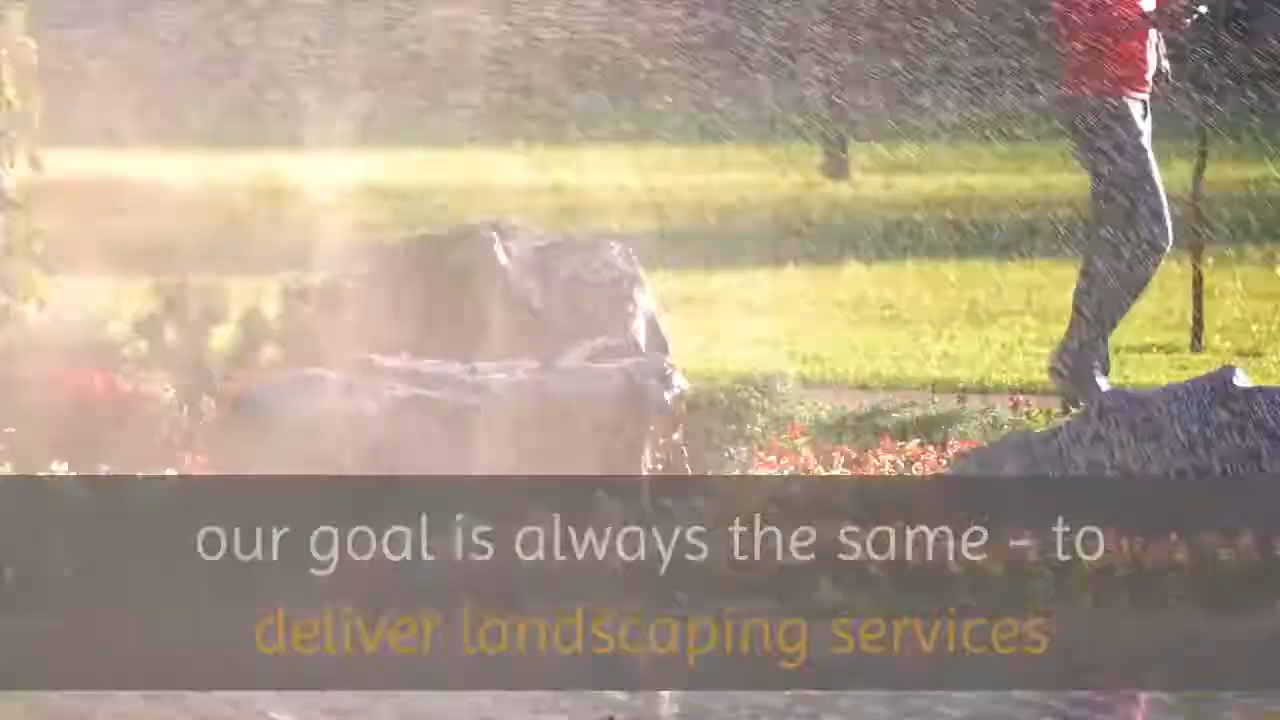 our goal is always the same - to
deliver landscaping services